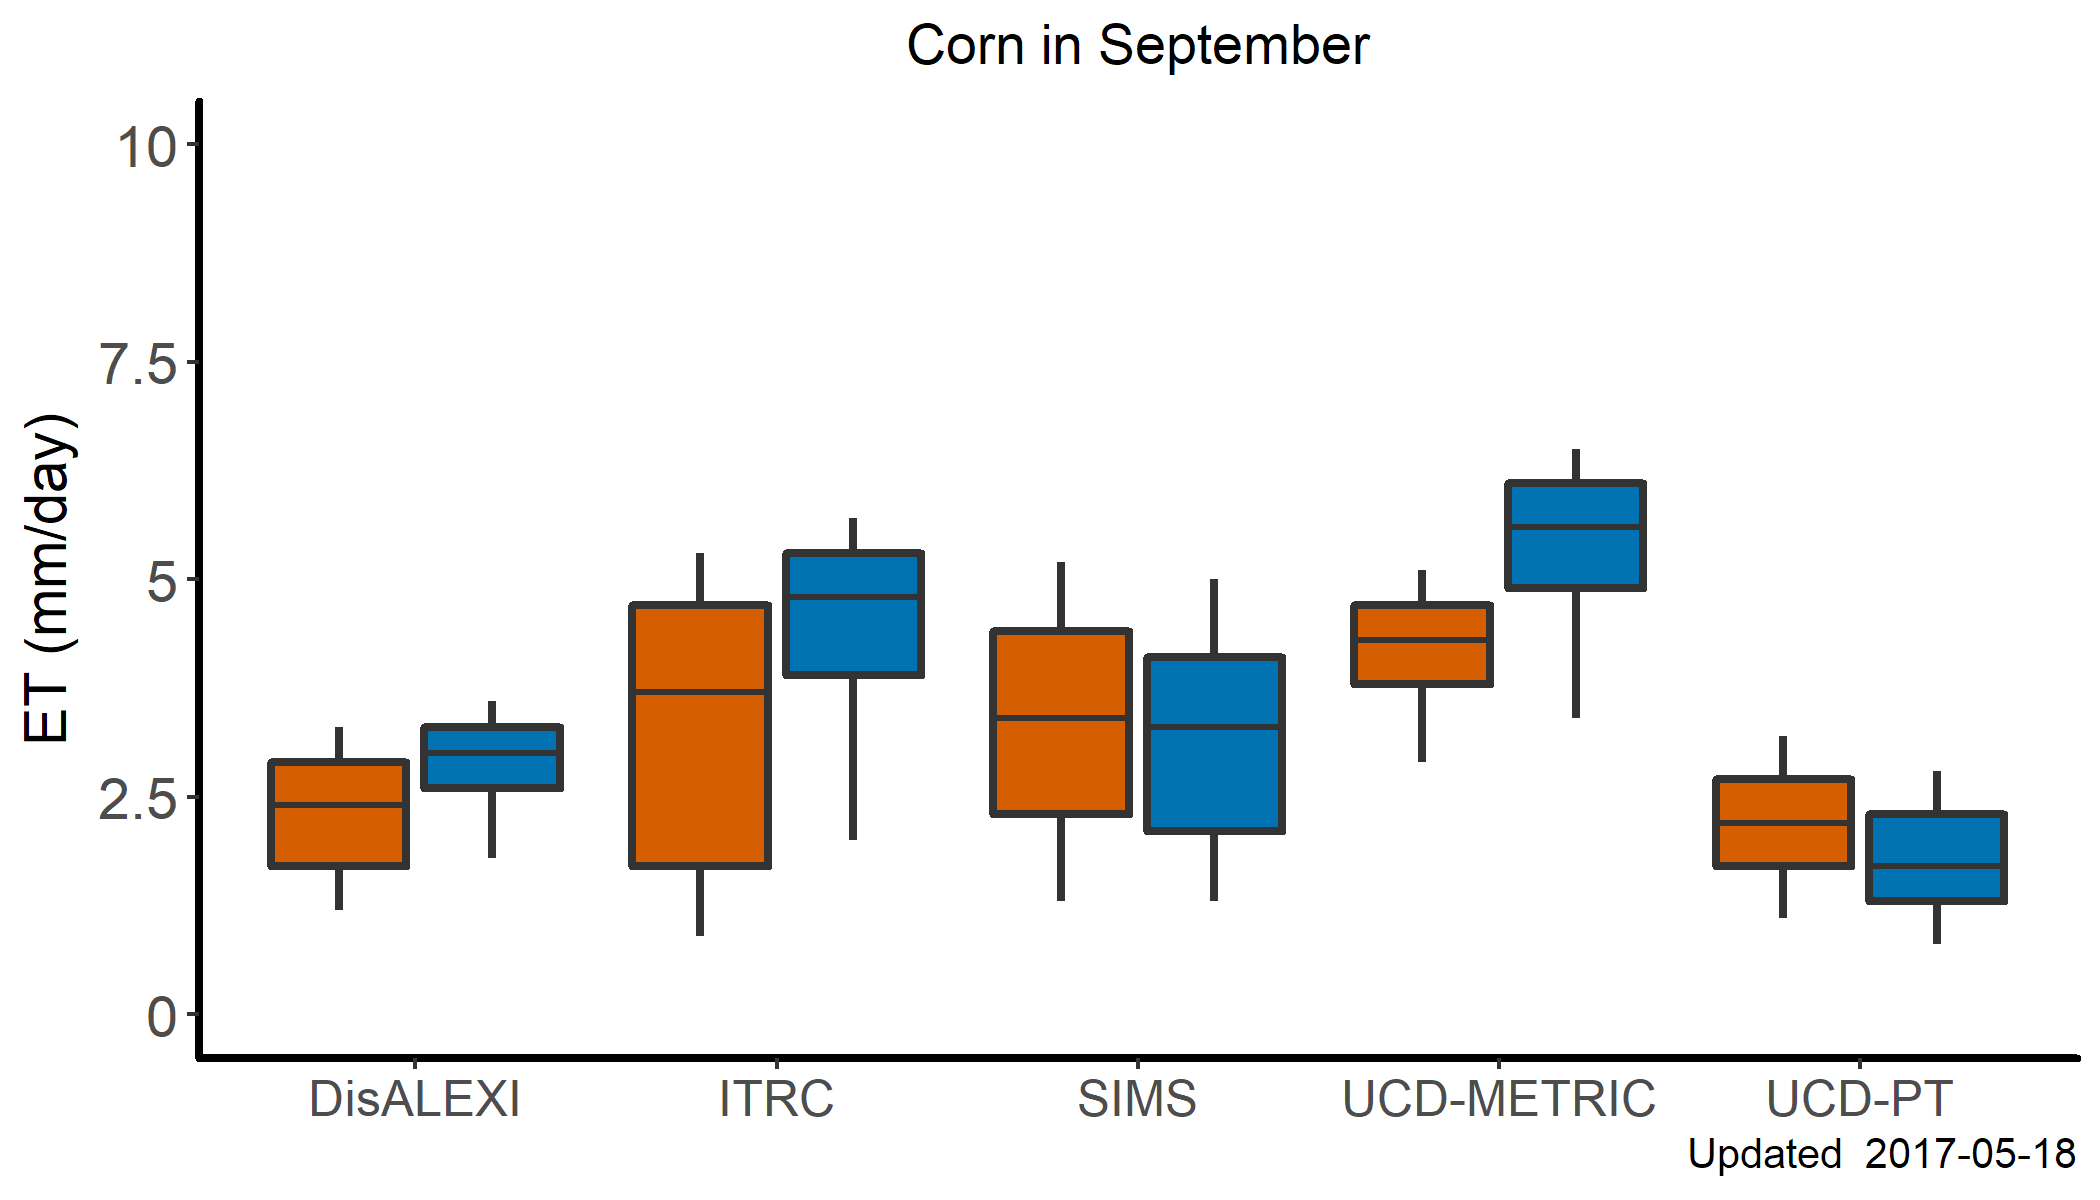 Corn in September
10
7.5
5
2.5
0
ET (mm/day)
DisALEXI ITRC SIMS UCD-METRIC UCD-PT
Updated  2017-05-18